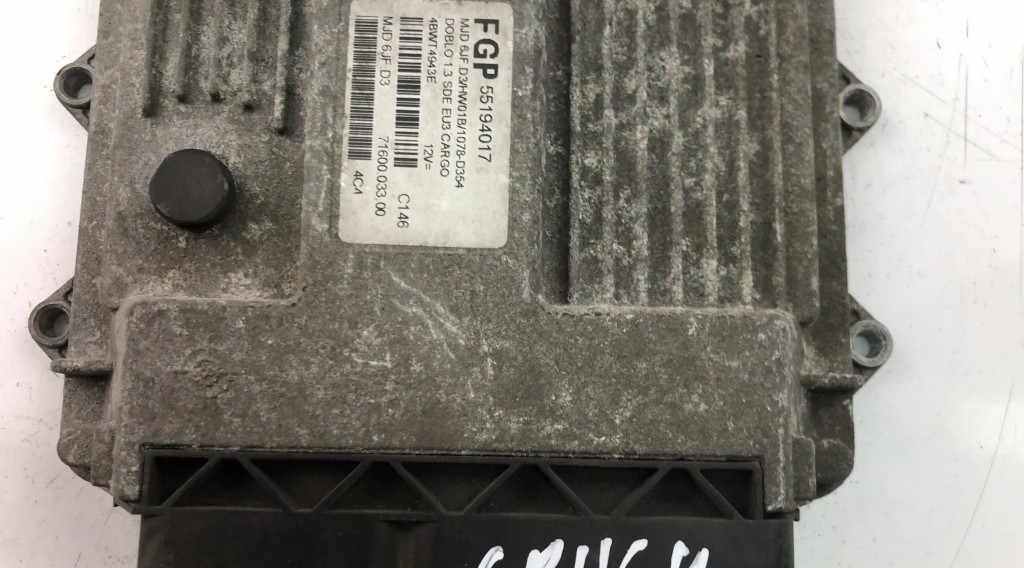 FGP 55194017
MJD 6JF D3/HW01B/1078-D354
DOBLO 1.3 SDE EU3 CARGO
4BWT4943E 12V=
C146
MJD 6JF D3 71600.033.00
4CA